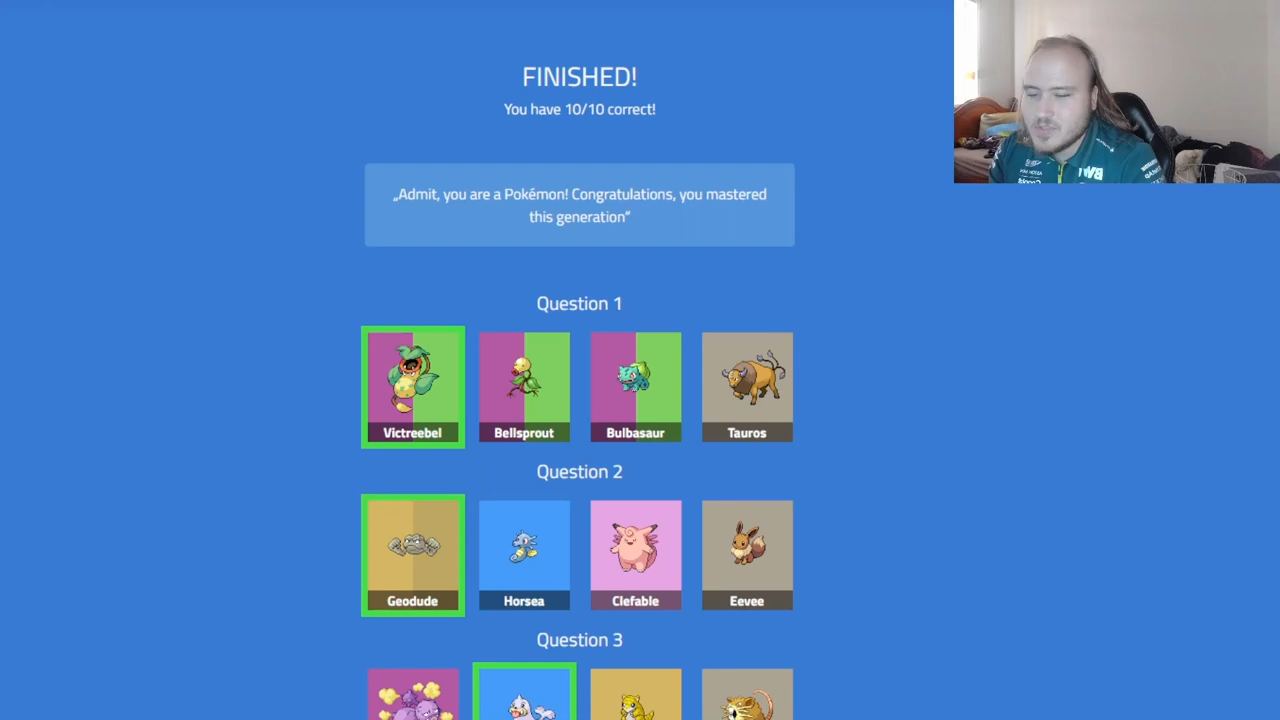 FINISHED!
You have 10/10 correct!
„Admit, you are a Pokémon! Congratulations, you mastered
this generation“
Question 1
Victreebel Bellsprout Bulbasaur Tauros
Question 2
Geodude Horsea Clefable Eevee
Question 3